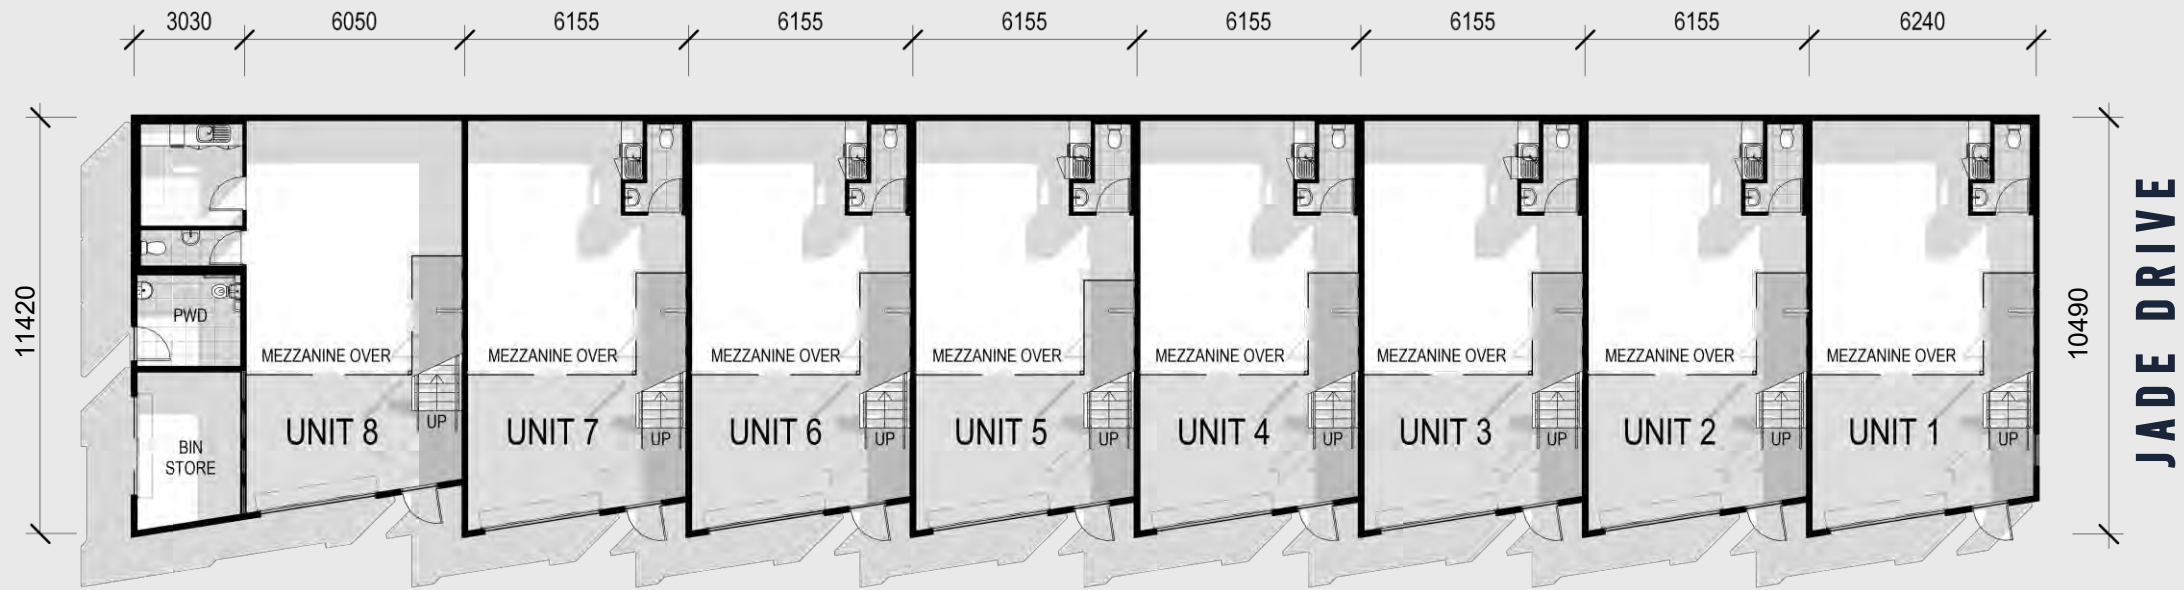 3030
6050
6155
6155
6155
6155
6155
6155
6240
11420
10490
JADE DRIVE
PWD
MEZZANINE OVER
MEZZANINE OVER
MEZZANINE OVER
MEZZANINE OVER
MEZZANINE OVER
MEZZANINE OVER
MEZZANINE OVER
MEZZANINE OVER
BIN
STORE
UNIT 8
UP
UNIT 7
UP
UNIT 6
UP
UNIT 5
UP
UNIT 4
UP
UNIT 3
UP
UNIT 2
UP
UNIT 1
UP